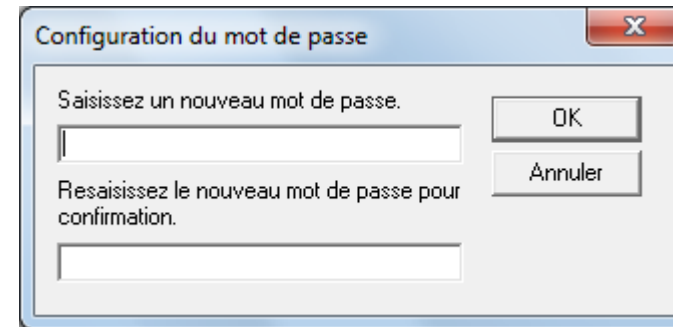 Configuration du mot de passe
Saisissez un nouveau mot de passe.
OK
Annuler
Resaisissez le nouveau mot de passe pour
confirmation.